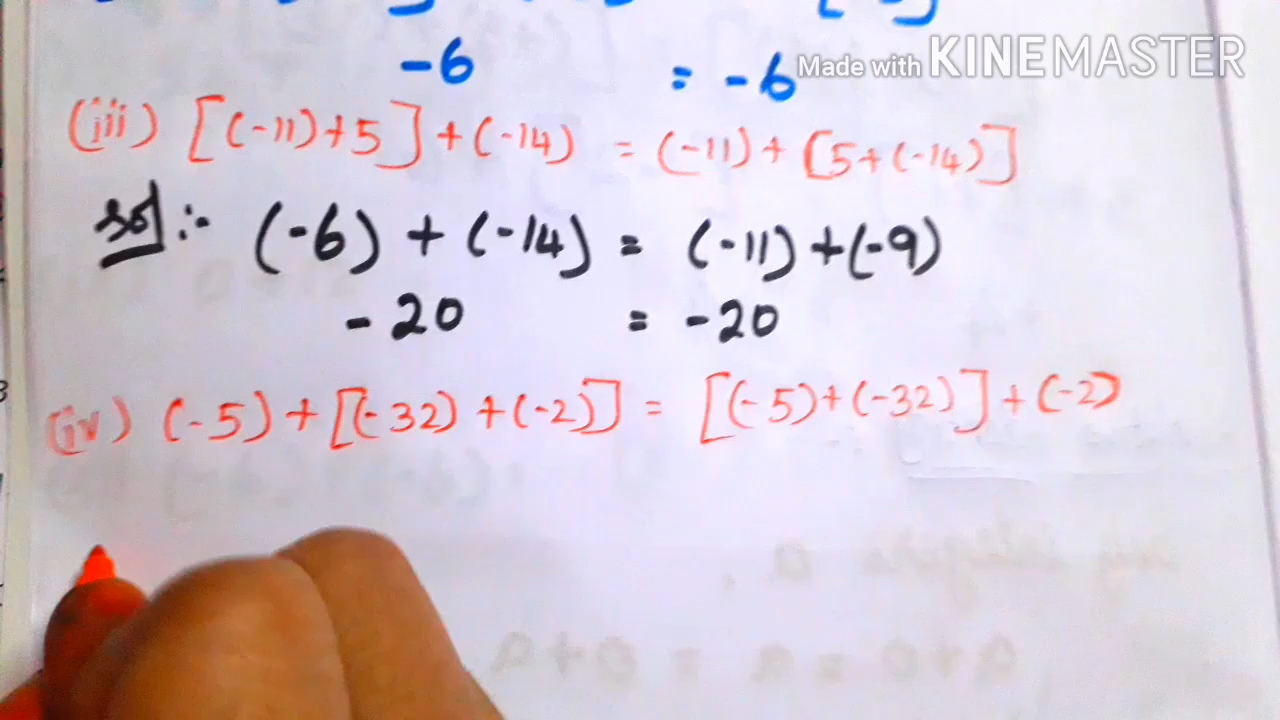 -6 = -6
Made with KINEMASTER
(iii) [(-11)+5] + (-14) = (-11) + [5+(-14)]
Sol :- (-6) + (-14) = (-11) + (-9)
-20 = -20
(iv) (-5) + [(-32) + (-2)] = [(-5)+(-32)] + (-2)